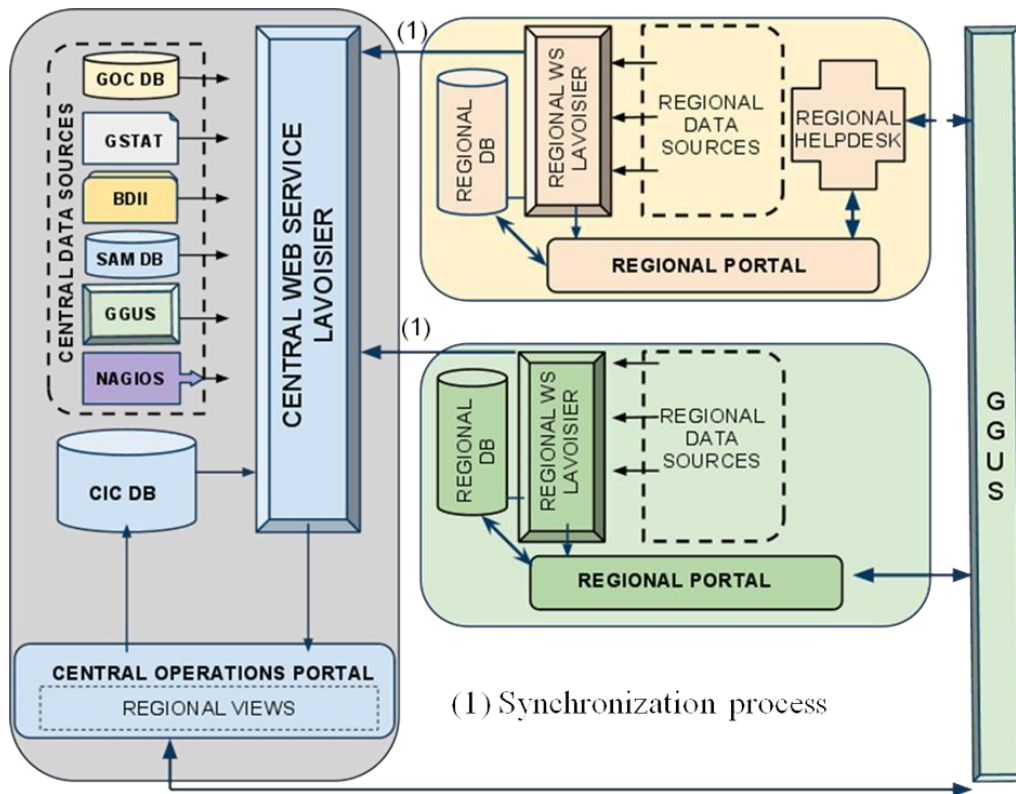 CENTRAL DATA SOURCES
GOC DB
GSTAT
BDII
SAM DB
GGUS
NAGIOS
CIC DB
CENTRAL WEB SERVICE
LAVOISIER
CENTRAL OPERATIONS PORTAL
REGIONAL VIEWS
(1)
REGIONAL
DB
REGIONAL WS
LAVOISIER
REGIONAL
DATA
SOURCES
REGIONAL
HELPDESK
REGIONAL PORTAL
(1)
REGIONAL
DB
REGIONAL WS
LAVOISIER
REGIONAL
DATA
SOURCES
REGIONAL PORTAL
(1) Synchronization process
G
G
U
S